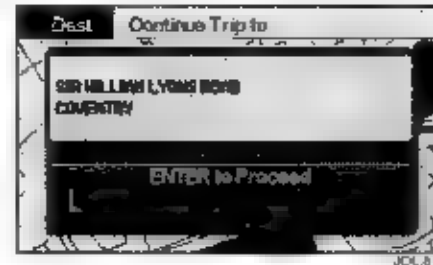 Dest Continue Trip to
SIR WILLIAM LYONS ROAD
COVENTRY
ENTER to Proceed